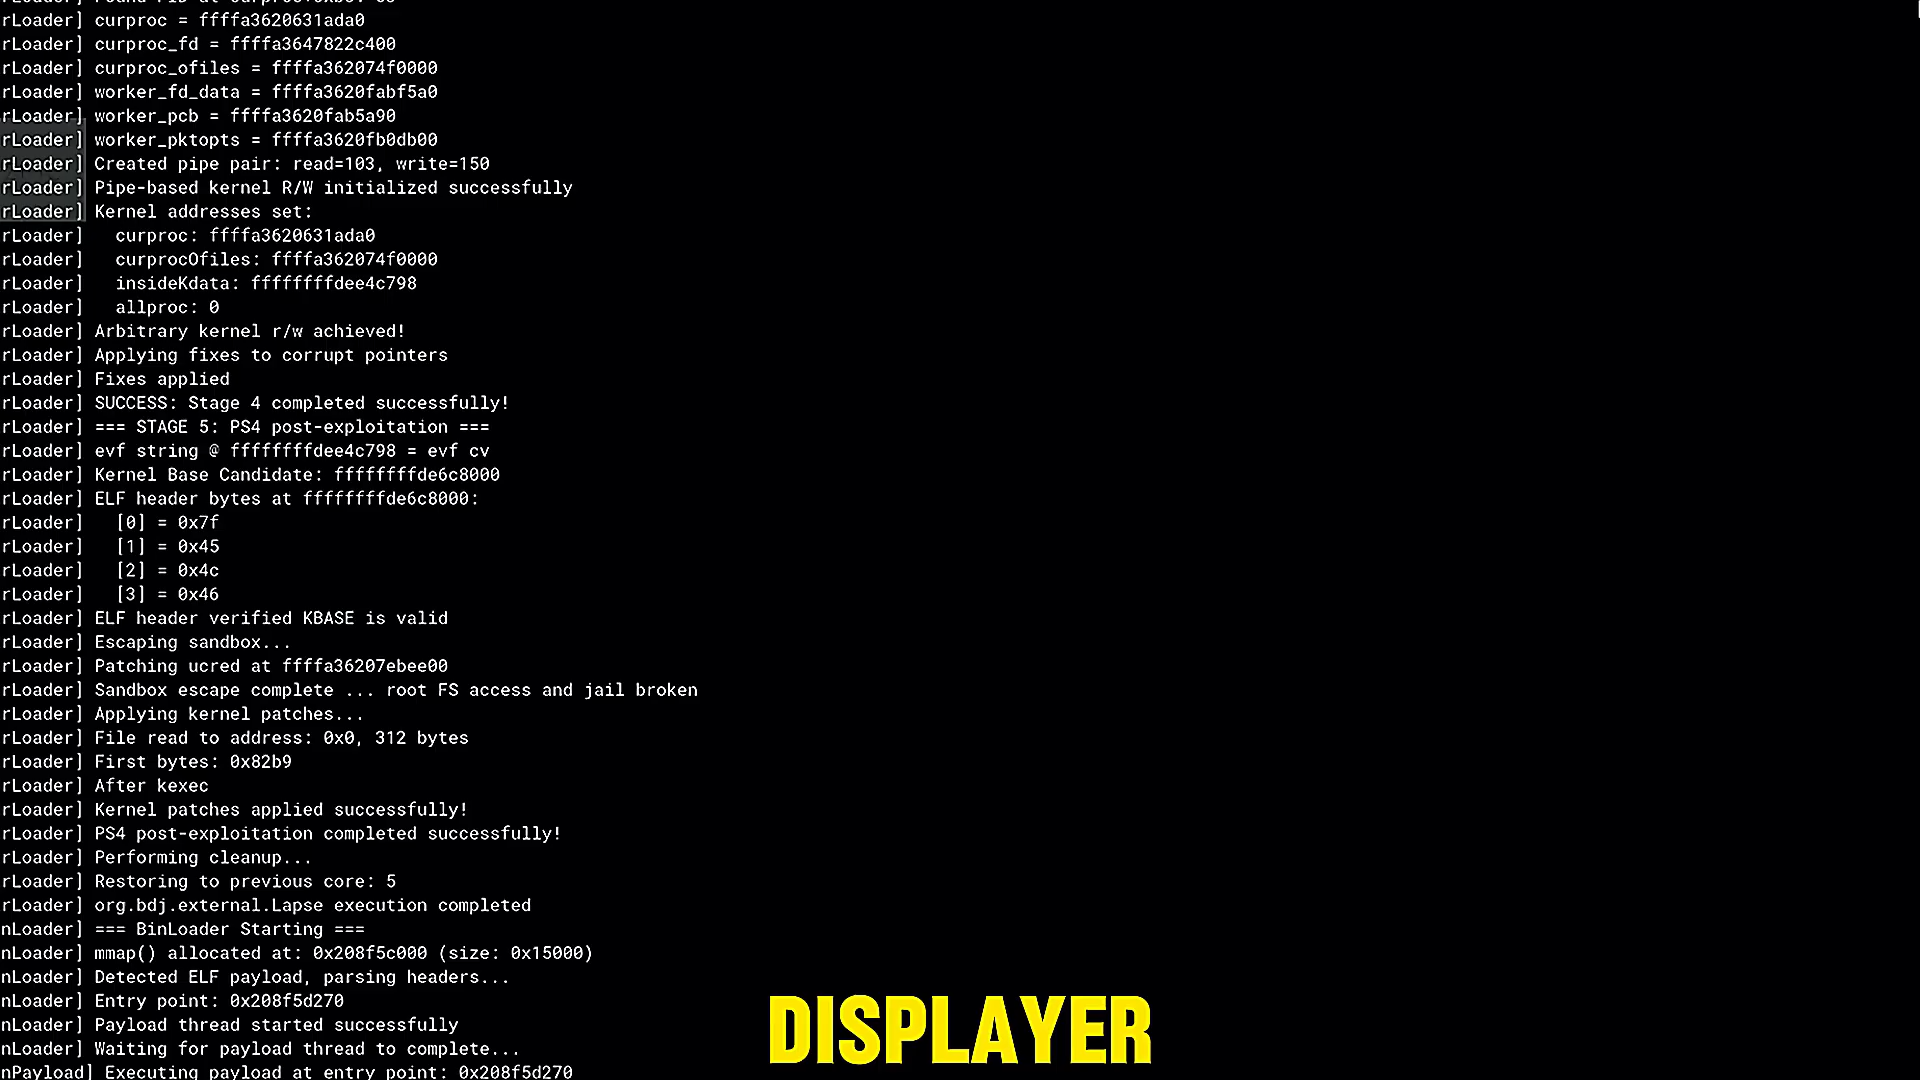 rLoader] curproc = ffffa3620631ada0
rLoader] curproc_fd = ffffa3647822c400
rLoader] curproc_ofiles = ffffa362074f0000
rLoader] worker_fd_data = ffffa3620fabf5a0
rLoader] worker_pcb = ffffa3620fab5a90
rLoader] worker_pktopts = ffffa3620fb0db00
rLoader] Created pipe pair: read=103, write=150
rLoader] Pipe-based kernel R/W initialized successfully
rLoader] Kernel addresses set:
rLoader]   curproc: ffffa3620631ada0
rLoader]   curprocOfiles: ffffa362074f0000
rLoader]   insideKdata: ffffffffdee4c798
rLoader]   allproc: 0
rLoader] Arbitrary kernel r/w achieved!
rLoader] Applying fixes to corrupt pointers
rLoader] Fixes applied
rLoader] SUCCESS: Stage 4 completed successfully!
rLoader] === STAGE 5: PS4 post-exploitation ===
rLoader] evf string @ ffffffffdee4c798 = evf cv
rLoader] Kernel Base Candidate: ffffffffde6c8000
rLoader] ELF header bytes at ffffffffde6c8000:
rLoader]   [0] = 0x7f
rLoader]   [1] = 0x45
rLoader]   [2] = 0x4c
rLoader]   [3] = 0x46
rLoader] ELF header verified KBASE is valid
rLoader] Escaping sandbox...
rLoader] Patching ucred at ffffa36207ebee00
rLoader] Sandbox escape complete ... root FS access and jail broken
rLoader] Applying kernel patches...
rLoader] File read to address: 0x0, 312 bytes
rLoader] First bytes: 0x82b9
rLoader] After kexec
rLoader] Kernel patches applied successfully!
rLoader] PS4 post-exploitation completed successfully!
rLoader] Performing cleanup...
rLoader] Restoring to previous core: 5
rLoader] org.bdj.external.Lapse execution completed
nLoader] === BinLoader Starting ===
nLoader] mmap() allocated at: 0x208f5c000 (size: 0x15000)
nLoader] Detected ELF payload, parsing headers...
nLoader] Entry point: 0x208f5d270
nLoader] Payload thread started successfully
nLoader] Waiting for payload thread to complete...
nPayload] Executing payload at entry point: 0x208f5d270
DISPLAYER